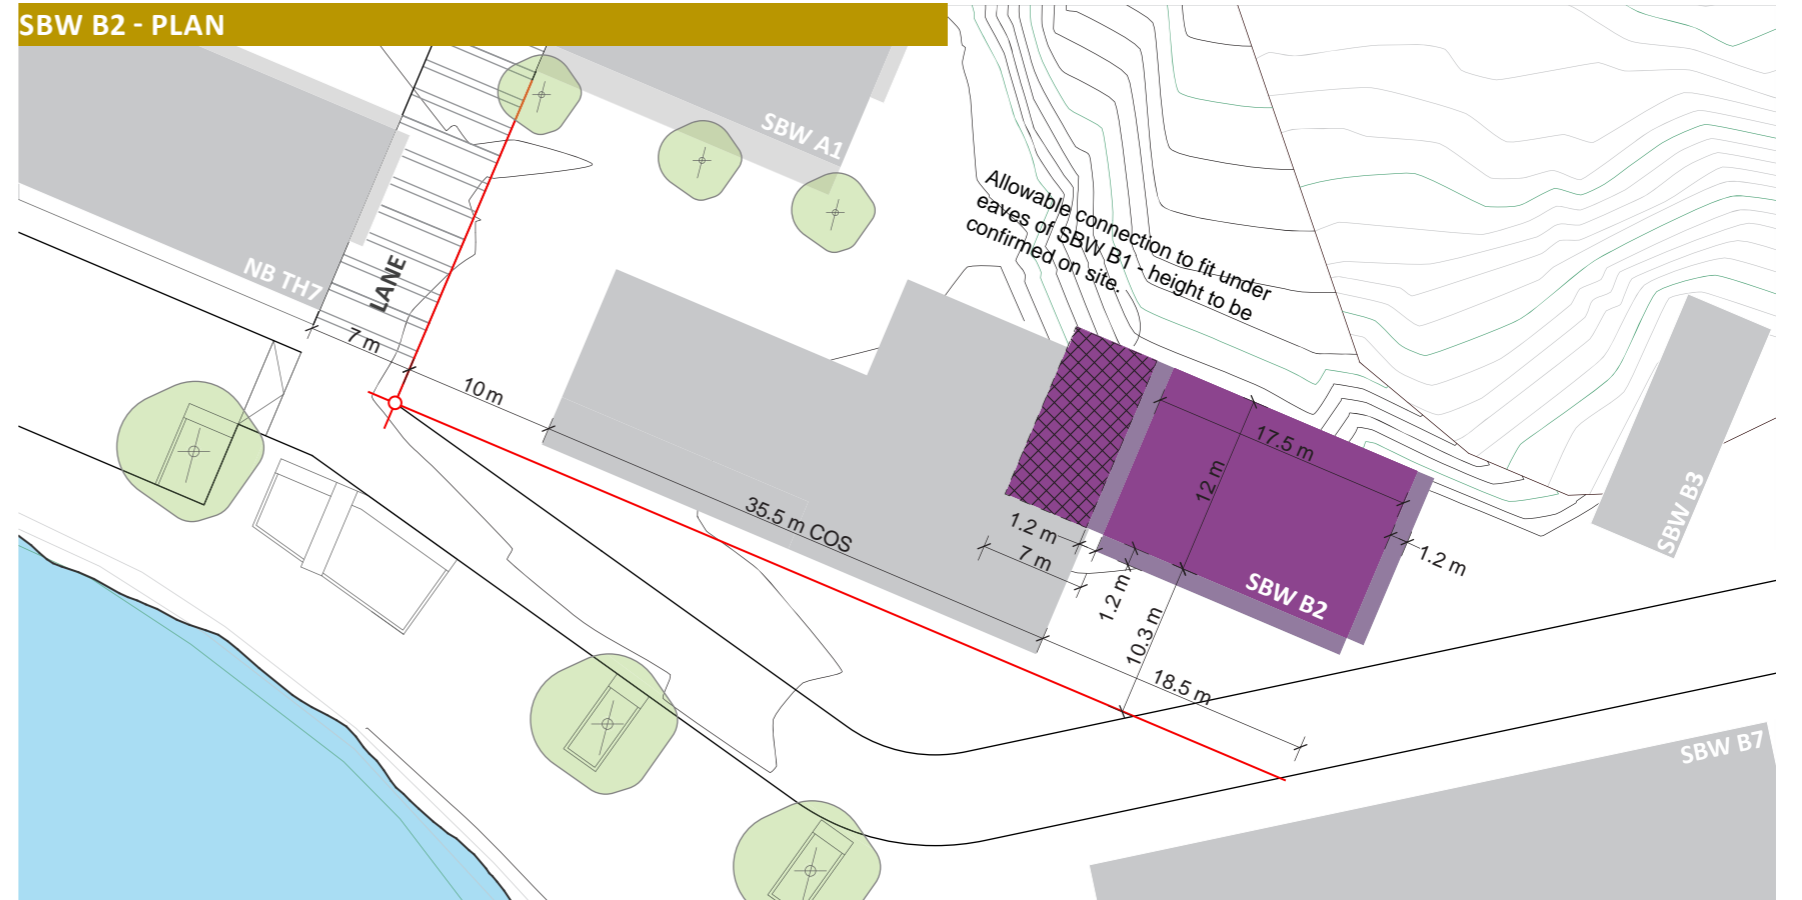 SBW B2 - PLAN
SBW A1
Allowable connection to fit under
eaves of SBW B1 - height to be
confirmed on site.
NB TH7
LANE
7 m
10 m
17.5 m
12 m
35.5 m COS
1.2 m
7 m
1.2 m
SBW B3
1.2 m
SBW B2
10.3 m
18.5 m
SBW B7